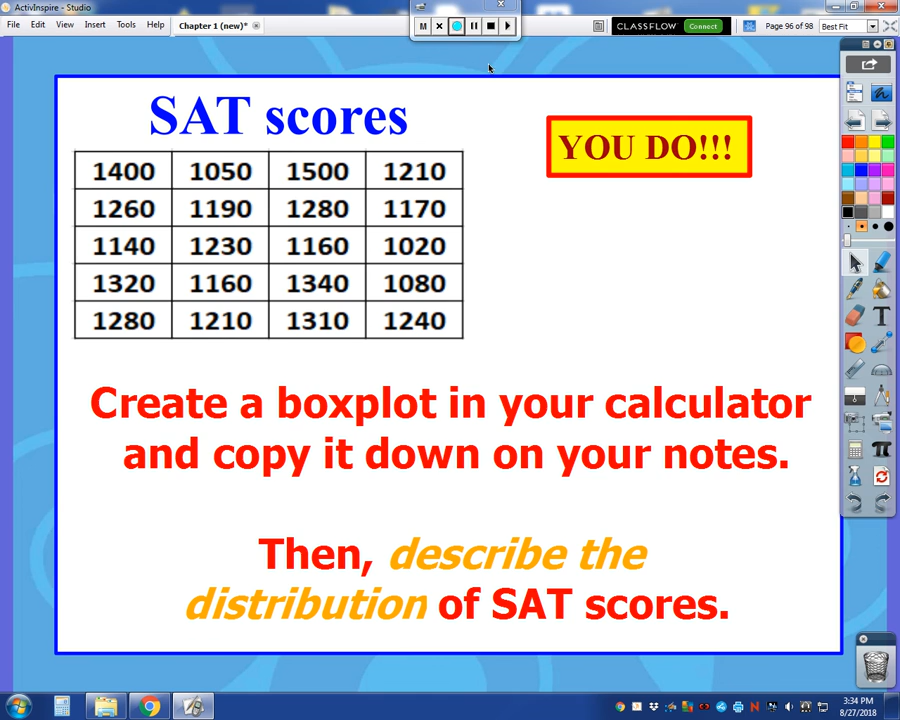 ActivInspire - Studio
File Edit View Insert Tools Help Chapter 1 (new)*
M
CLASSFLOW Connect Page 96 of 98 Best Fit
SAT scores
YOU DO!!!
1400 1050 1500 1210
1260 1190 1280 1170
1140 1230 1160 1020
1320 1160 1340 1080
1280 1210 1310 1240
Create a boxplot in your calculator
and copy it down on your notes.
Then, describe the
distribution of SAT scores.
3:34 PM
8/27/2018